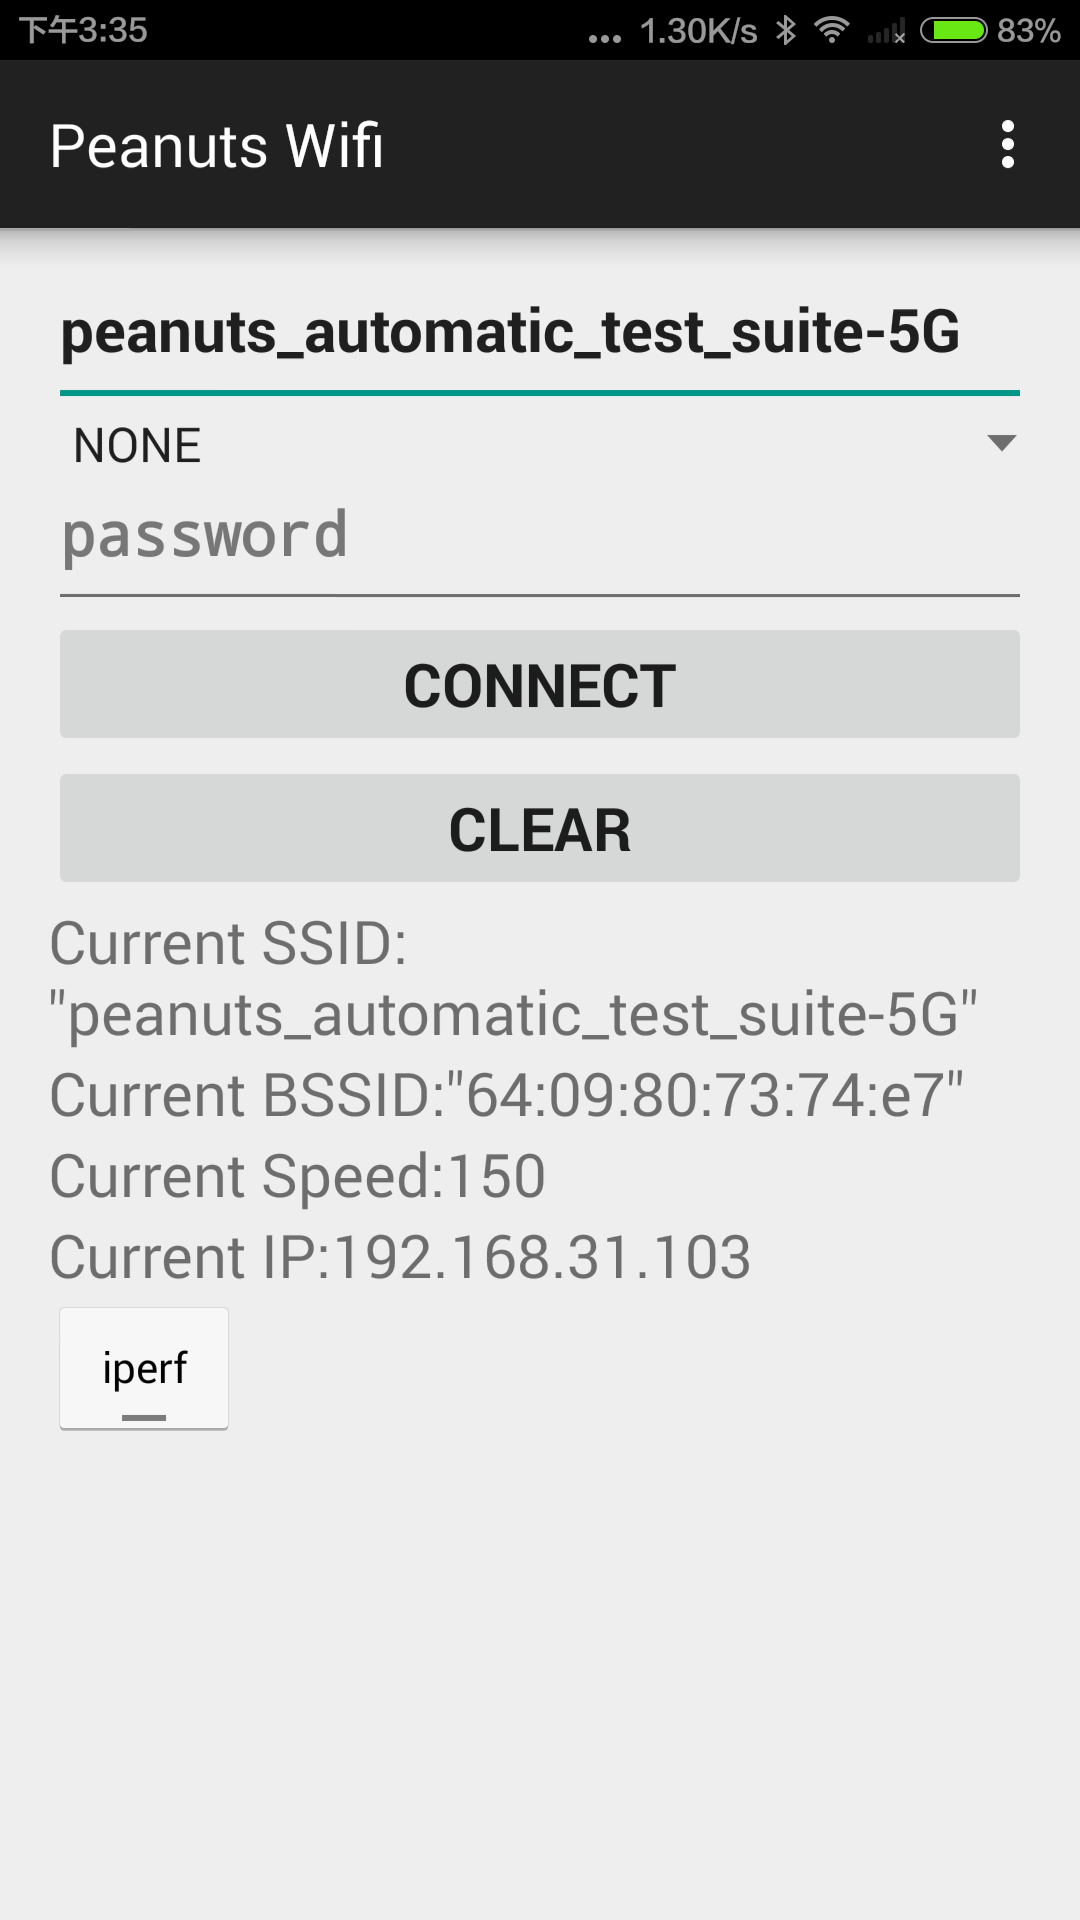 下午3:35 ... 1.30K/s 83%
Peanuts Wifi
peanuts_automatic_test_suite-5G
NONE
password
CONNECT
CLEAR
Current SSID:
"peanuts_automatic_test_suite-5G"
Current BSSID:"64:09:80:73:74:e7"
Current Speed:150
Current IP:192.168.31.103
iperf